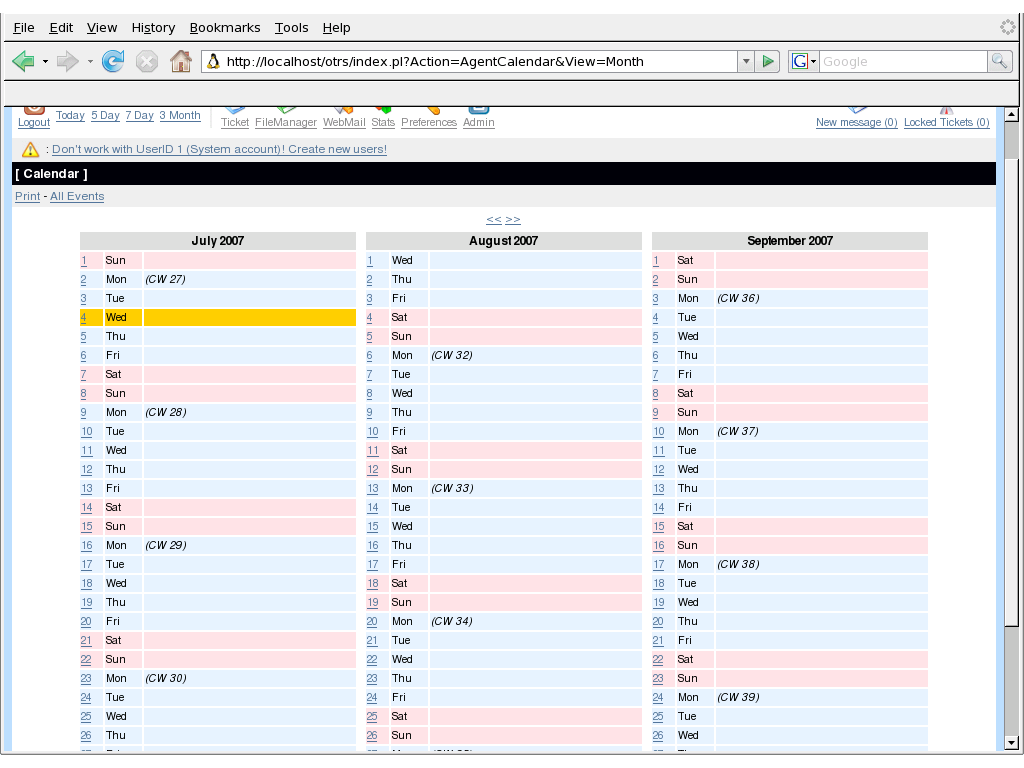 File Edit View History Bookmarks Tools Help
http://localhost/otrs/index.pl?Action=AgentCalendar&View=Month
G Google
Logout Today 5 Day 7 Day 3 Month Ticket FileManager WebMail Stats Preferences Admin New message (0) Locked Tickets (0)
: Don't work with UserID 1 (System account)! Create new users!
[ Calendar ]
Print - All Events
<< >>
July 2007 August 2007 September 2007
1 Sun 1 Wed 1 Sat
2 Mon (CW 27) 2 Thu 2 Sun
3 Tue 3 Fri 3 Mon (CW 36)
4 Wed 4 Sat 4 Tue
5 Thu 5 Sun 5 Wed
6 Fri 6 Mon (CW 32) 6 Thu
7 Sat 7 Tue 7 Fri
8 Sun 8 Wed 8 Sat
9 Mon (CW 28) 9 Thu 9 Sun
10 Tue 10 Fri 10 Mon (CW 37)
11 Wed 11 Sat 11 Tue
12 Thu 12 Sun 12 Wed
13 Fri 13 Mon (CW 33) 13 Thu
14 Sat 14 Tue 14 Fri
15 Sun 15 Wed 15 Sat
16 Mon (CW 29) 16 Thu 16 Sun
17 Tue 17 Fri 17 Mon (CW 38)
18 Wed 18 Sat 18 Tue
19 Thu 19 Sun 19 Wed
20 Fri 20 Mon (CW 34) 20 Thu
21 Sat 21 Tue 21 Fri
22 Sun 22 Wed 22 Sat
23 Mon (CW 30) 23 Thu 23 Sun
24 Tue 24 Fri 24 Mon (CW 39)
25 Wed 25 Sat 25 Tue
26 Thu 26 Sun 26 Wed